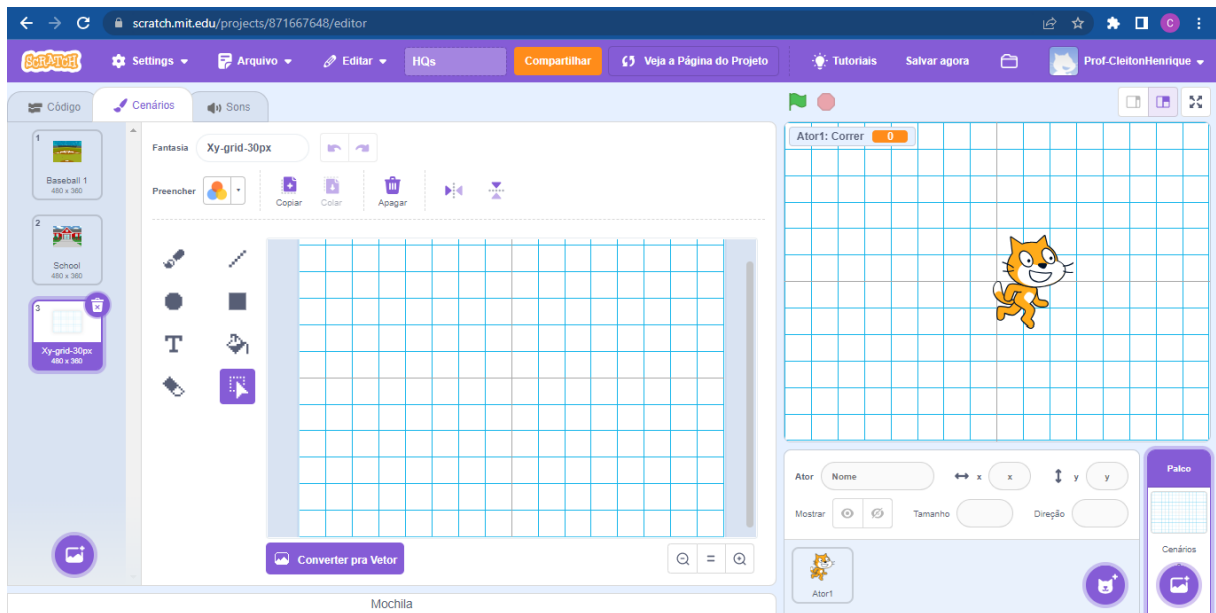 scratch.mit.edu/projects/871667648/editor
C
SCRATCH Settings Arquivo Editar HQs Compartilhar Veja a Página do Projeto Tutoriais Salvar agora Prof-CleitonHenrique
Código Cenários Sons
1
Baseball 1
480 x 360
2
School
480 x 360
3
Xy-grid-30px
480 x 360
Fantasia Xy-grid-30px
Preencher
Copiar Colar Apagar
T
Converter pra Vetor
=
Mochila
Ator1: Correr 0
Ator Nome x x y y
Mostrar Tamanho Direção
Ator1
Palco
Cenários